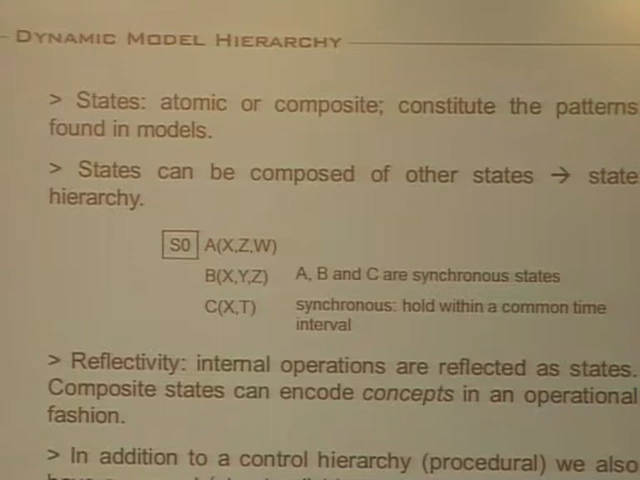 DYNAMIC MODEL HIERARCHY
> States: atomic or composite; constitute the patterns
found in models.
> States can be composed of other states → state
hierarchy.
S0 A(X,Z,W)
B(X,Y,Z) A, B and C are synchronous states
C(X,T) synchronous: hold within a common time
interval
> Reflectivity: internal operations are reflected as states.
Composite states can encode concepts in an operational
fashion.
> In addition to a control hierarchy (procedural) we also